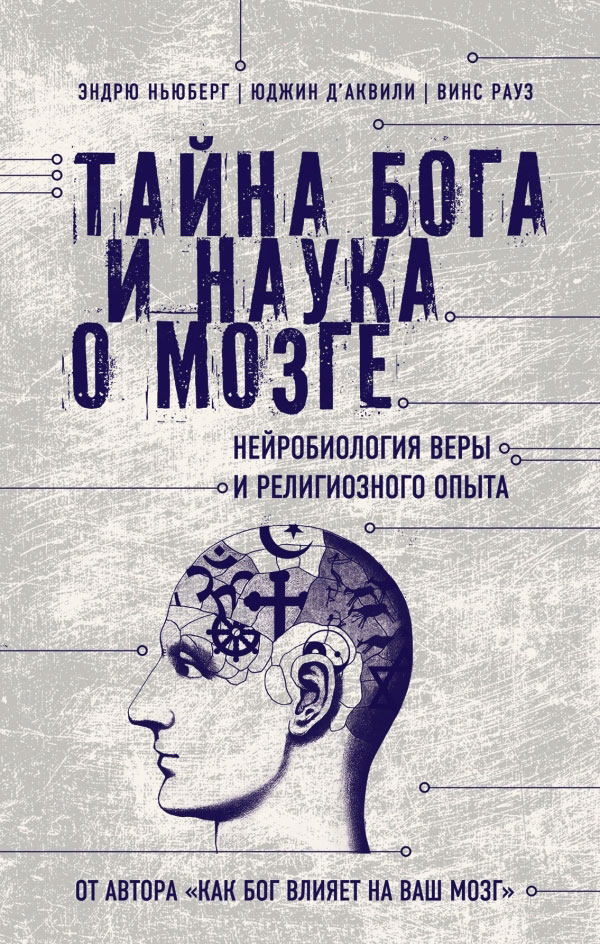 ЭНДРЮ НЬЮБЕРГ | ЮДЖИН Д'АКВИЛИ | ВИНС РАУЗ
ТАЙНА БОГА
И НАУКА
О МОЗГЕ
НЕЙРОБИОЛОГИЯ ВЕРЫ
И РЕЛИГИОЗНОГО ОПЫТА
ОТ АВТОРА «КАК БОГ ВЛИЯЕТ НА ВАШ МОЗГ»